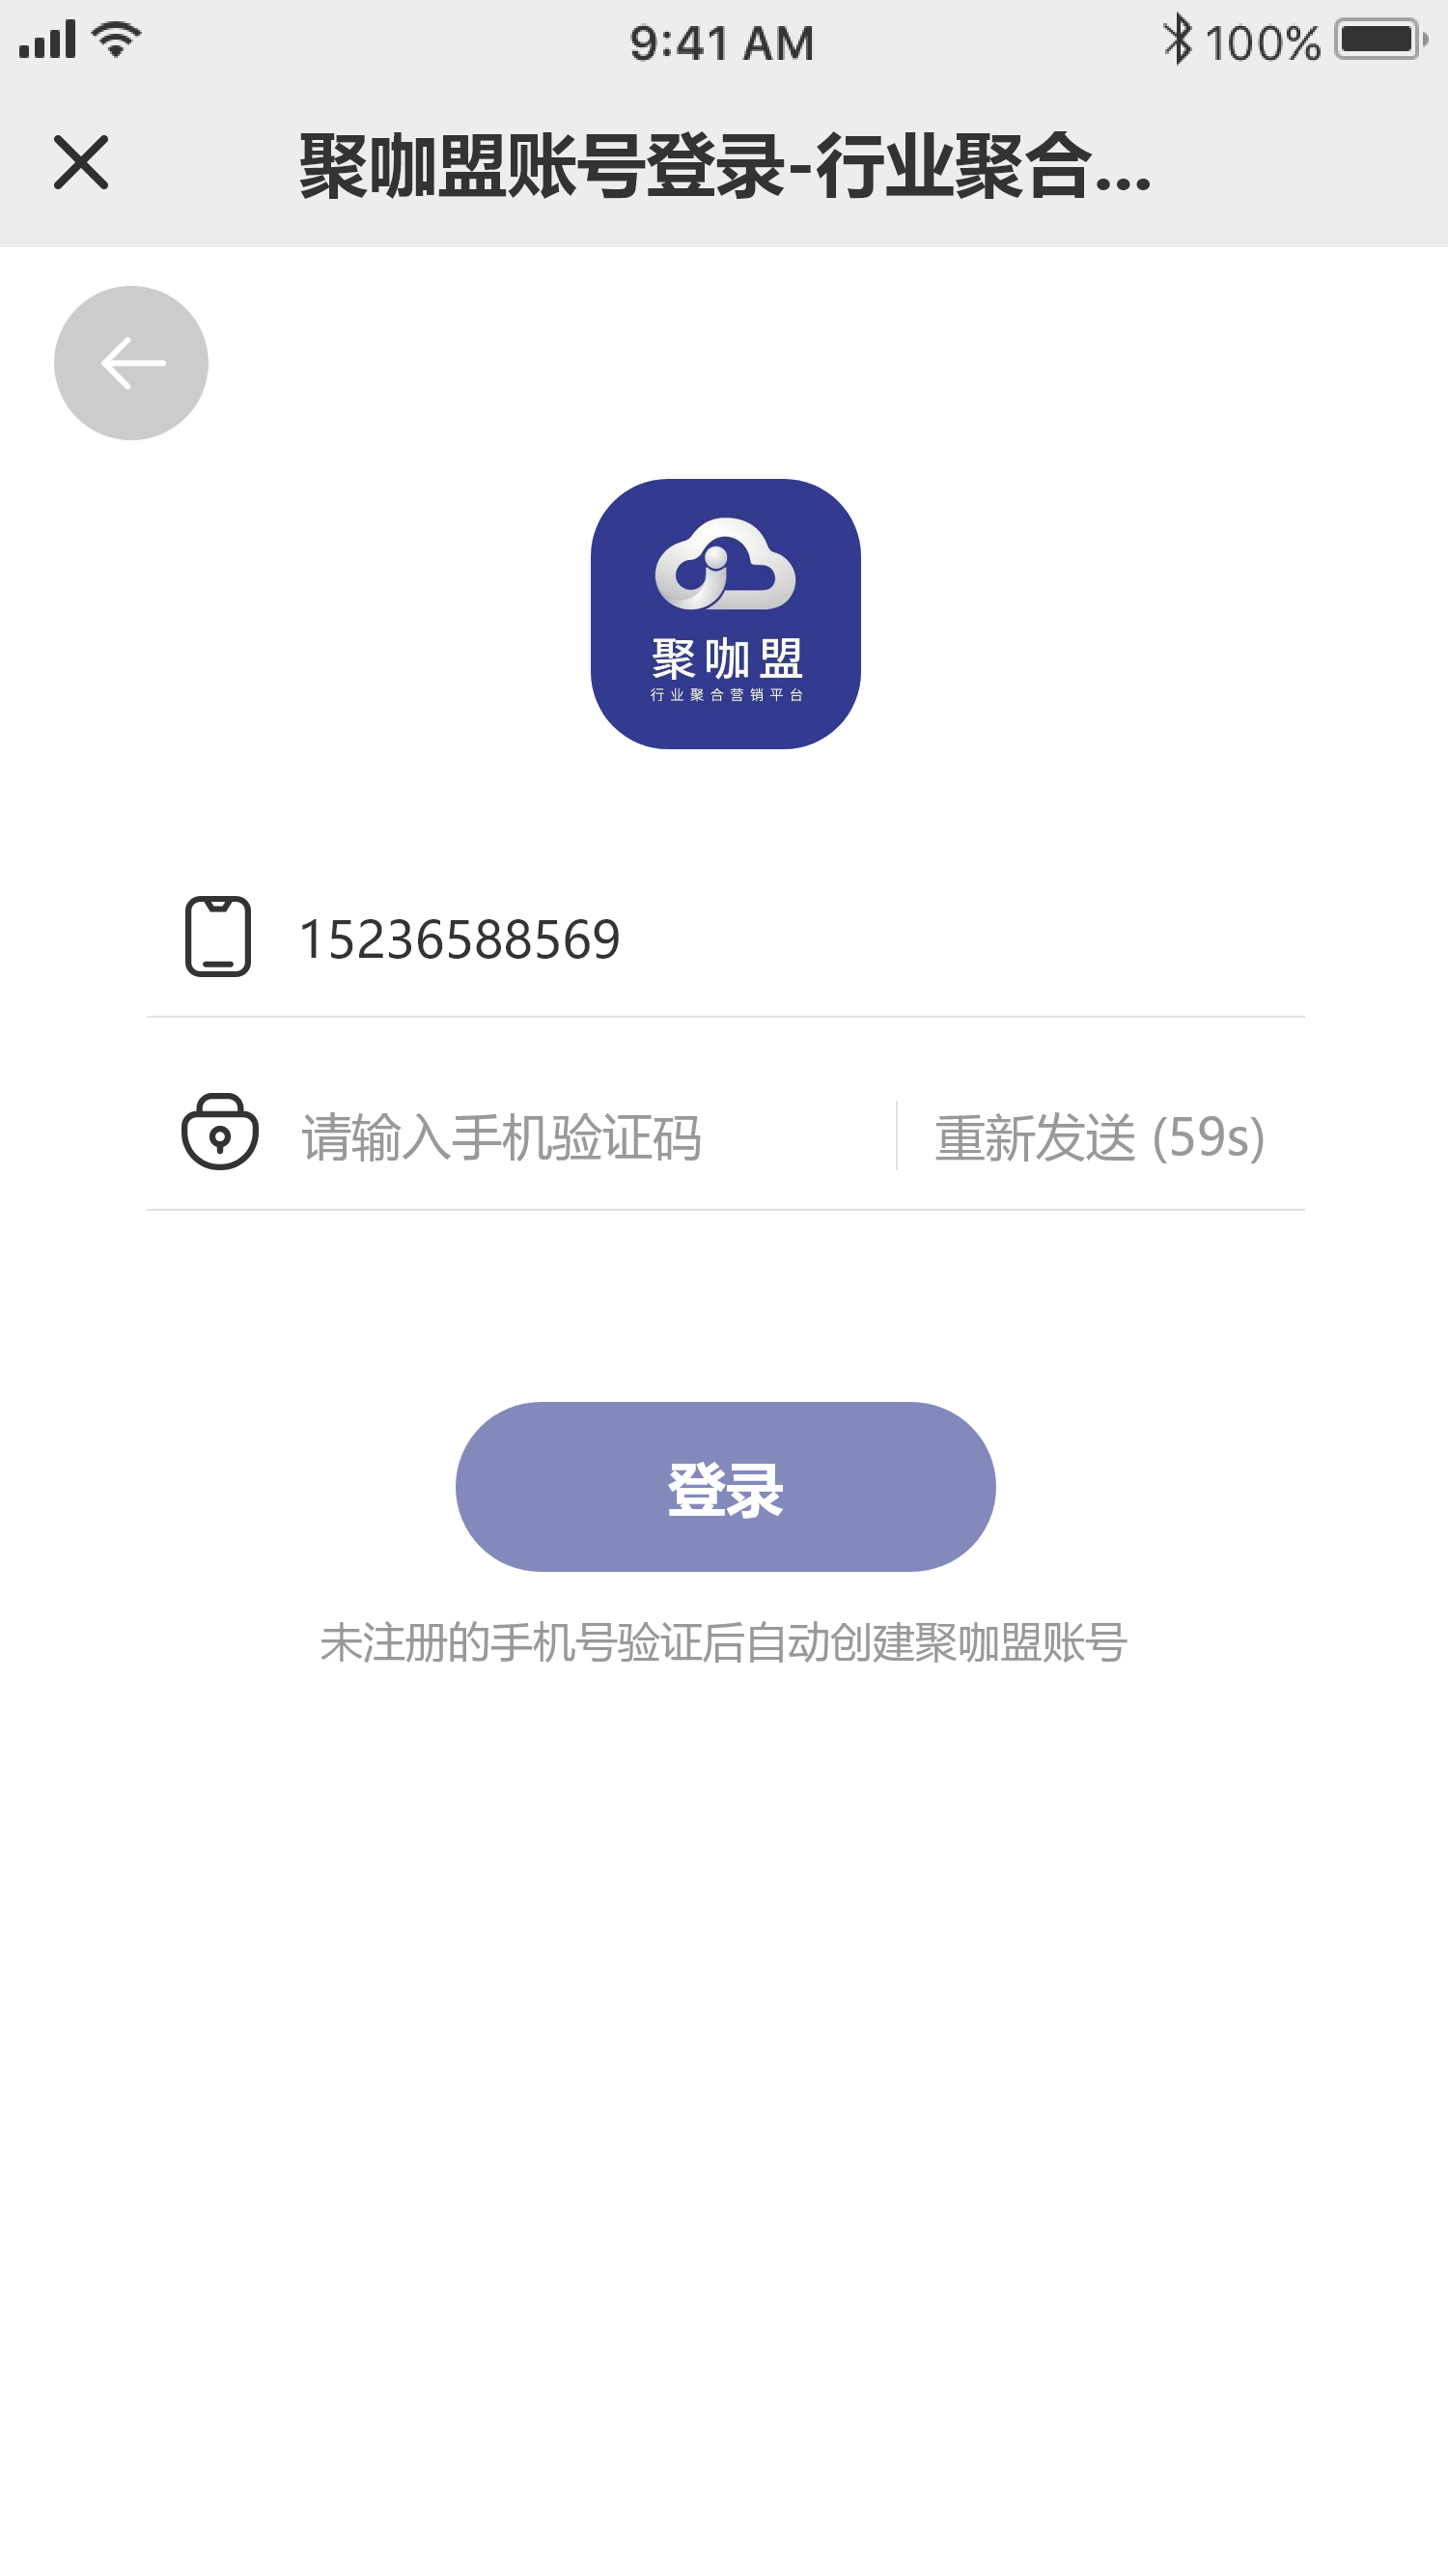 9:41 AM
100%
聚咖盟账号登录-行业聚合...
聚咖盟
行业聚合营销平台
15236588569
请输入手机验证码
重新发送 (59s)
登录
未注册的手机号验证后自动创建聚咖盟账号